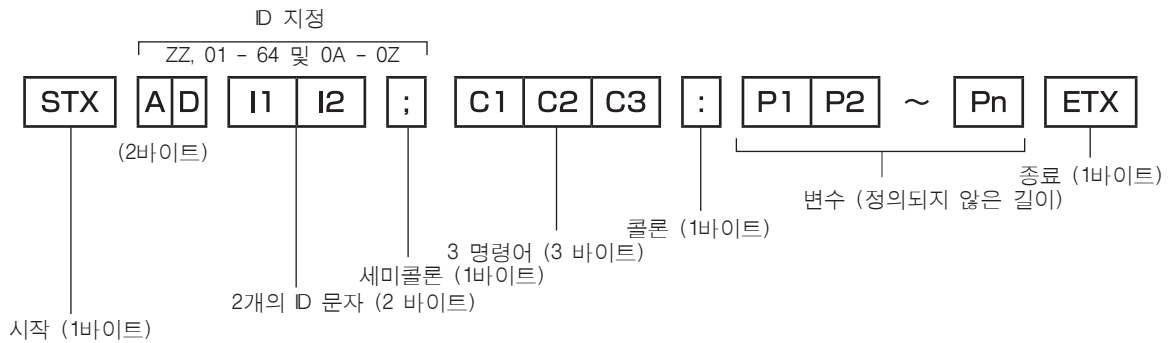 ID 지정
ZZ, 01 - 64 및 0A - 0Z
STX A D I1 I2 ; C1 C2 C3 : P1 P2 ~ Pn ETX
(2바이트)
종료 (1바이트)
변수 (정의되지 않은 길이)
콜론 (1바이트)
3 명령어 (3 바이트)
세미콜론 (1바이트)
2개의 ID 문자 (2 바이트)
시작 (1바이트)